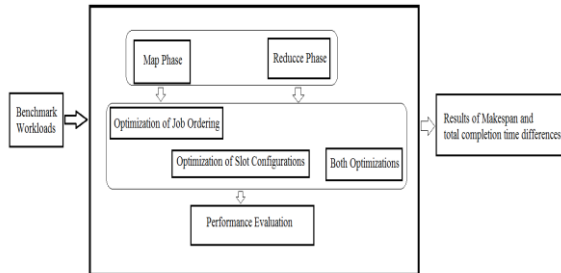 Map Phase
Reducce Phase
Benchmark
Workloads
Optimization of Job Ordering
Results of Makespan and
total completion time differences
Optimization of Slot Configurations
Both Optimizations
Performance Evaluation